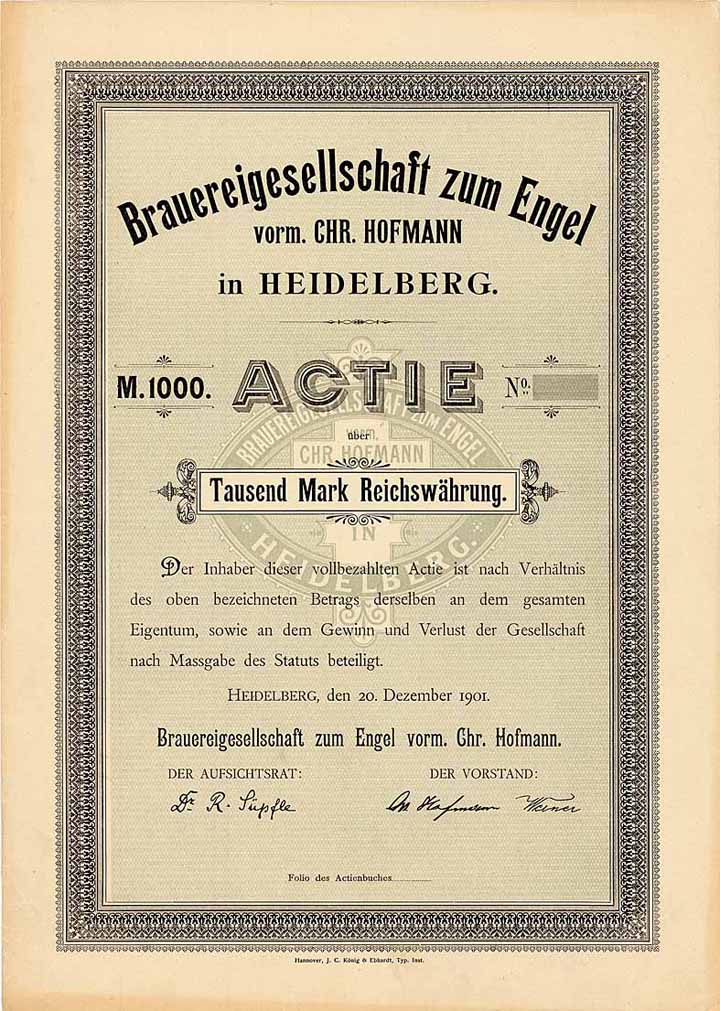 Brauereigesellschaft zum Engel
vorm. CHR. HOFMANN
in HEIDELBERG.
M. 1000. ACTIE No.
BRAUEREIGESELLSCHAFT ZUM ENGEL
vorm.
CHR. HOFMANN
IN
HEIDELBERG.
über
Tausend Mark Reichswährung.
Der Inhaber dieser vollbezahlten Actie ist nach Verhältnis
des oben bezeichneten Betrags derselben an dem gesamten
Eigentum, sowie an dem Gewinn und Verlust der Gesellschaft
nach Massgabe des Statuts beteiligt.
HEIDELBERG, den 20. Dezember 1901.
Brauereigesellschaft zum Engel vorm. Chr. Hofmann.
DER AUFSICHTSRAT: DER VORSTAND:
Dr. R. Süpfle Hofmann Weiner
Folio des Actienbuches
Hannover, J. C. König & Ebhardt, Typ. Inst.